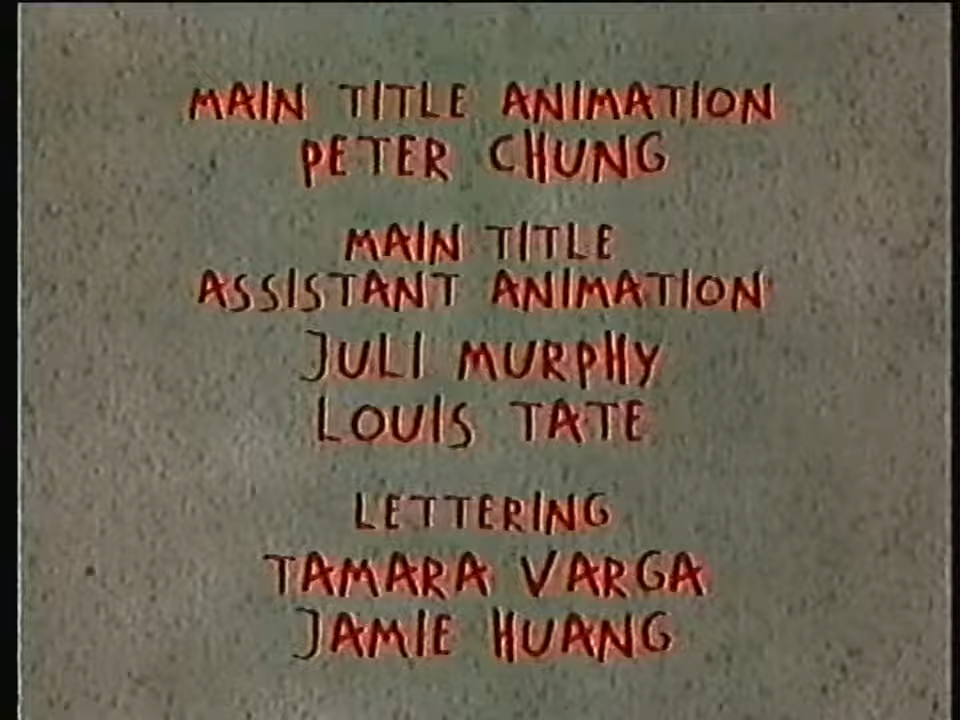 MAIN TITLE ANIMATION
PETER CHUNG
MAIN TITLE
ASSISTANT ANIMATION
JULI MURPHY
LOUIS TATE
LETTERING
TAMARA VARGA
JAMIE HUANG